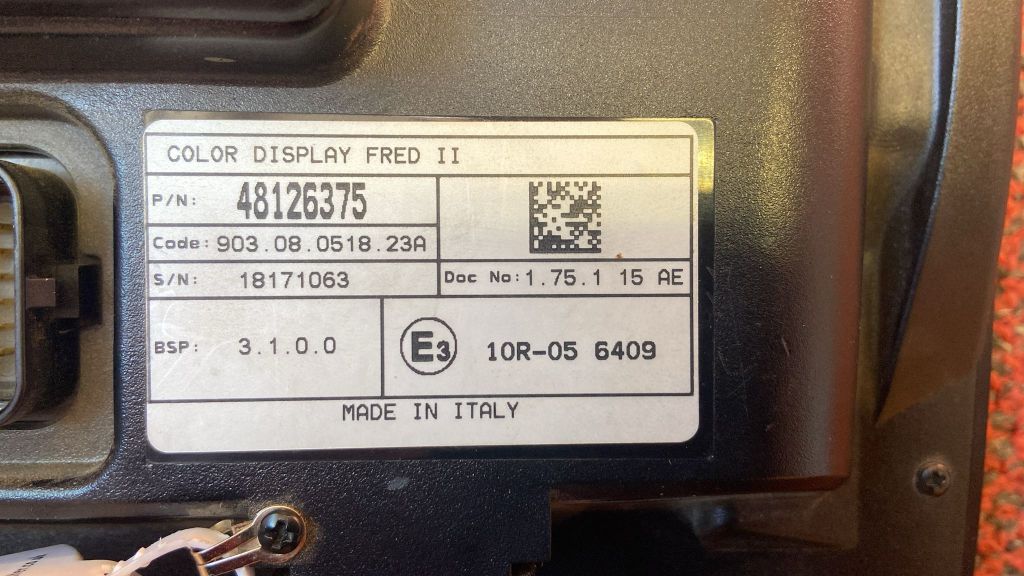 COLOR DISPLAY FRED II
P/N: 48126375
Code: 903.08.0518.23A
S/N: 18171063
Doc No: 1.75.1 15 AE
BSP: 3.1.0.0
E3 10R-05 6409
MADE IN ITALY